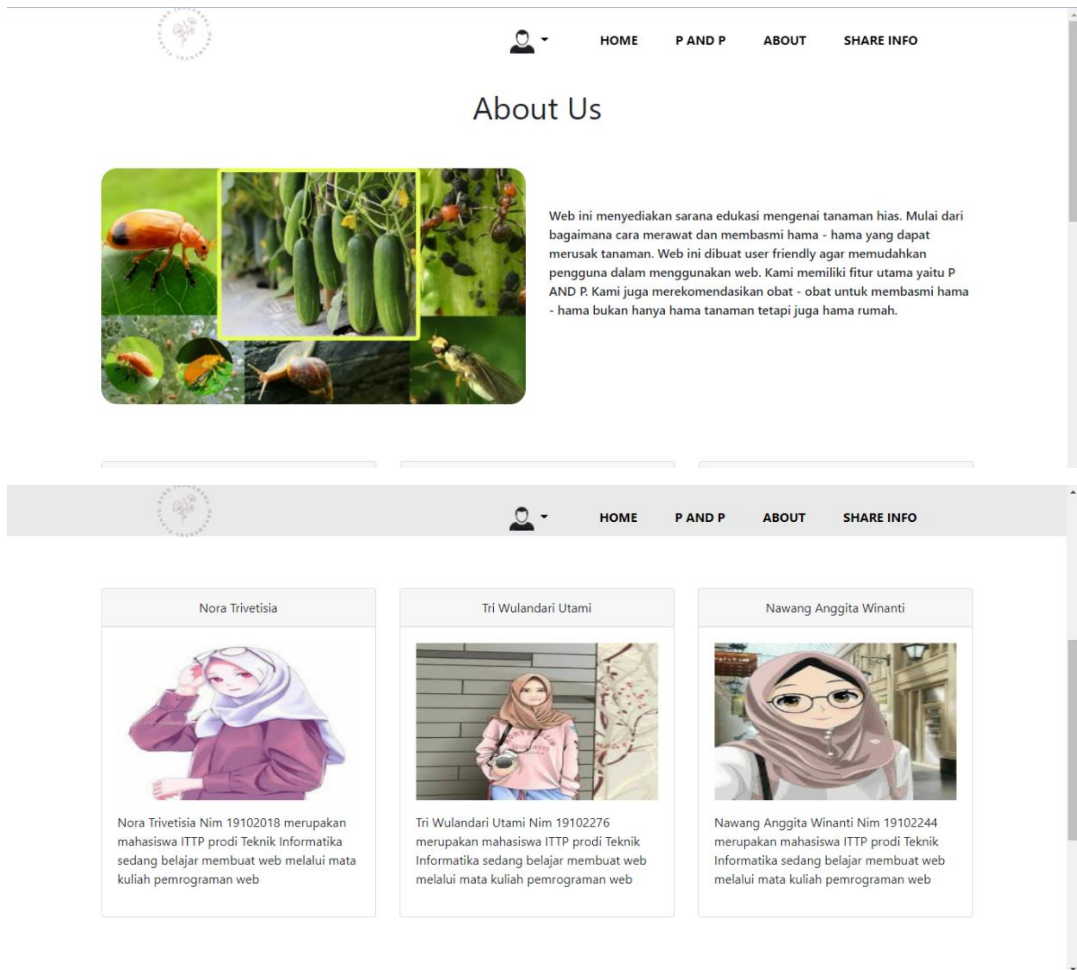 HOME P AND P ABOUT SHARE INFO
About Us
Web ini menyediakan sarana edukasi mengenai tanaman hias. Mulai dari
bagaimana cara merawat dan membasmi hama - hama yang dapat
merusak tanaman. Web ini dibuat user friendly agar memudahkan
pengguna dalam menggunakan web. Kami memiliki fitur utama yaitu P
AND P. Kami juga merekomendasikan obat - obat untuk membasmi hama
- hama bukan hanya hama tanaman tetapi juga hama rumah.
HOME P AND P ABOUT SHARE INFO
Nora Trivetisia
Nora Trivetisia Nim 19102018 merupakan
mahasiswa ITTP prodi Teknik Informatika
sedang belajar membuat web melalui mata
kuliah pemrograman web
Tri Wulandari Utami
Tri Wulandari Utami Nim 19102276
merupakan mahasiswa ITTP prodi Teknik
Informatika sedang belajar membuat web
melalui mata kuliah pemrograman web
Nawang Anggita Winanti
Nawang Anggita Winanti Nim 19102244
merupakan mahasiswa ITTP prodi Teknik
Informatika sedang belajar membuat web
melalui mata kuliah pemrograman web